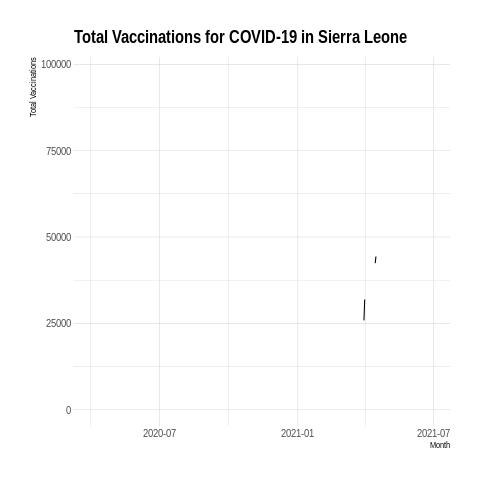 Total Vaccinations for COVID-19 in Sierra Leone
Total Vaccinations
100000
75000
50000
25000
0
2020-07 2021-01 2021-07
Month